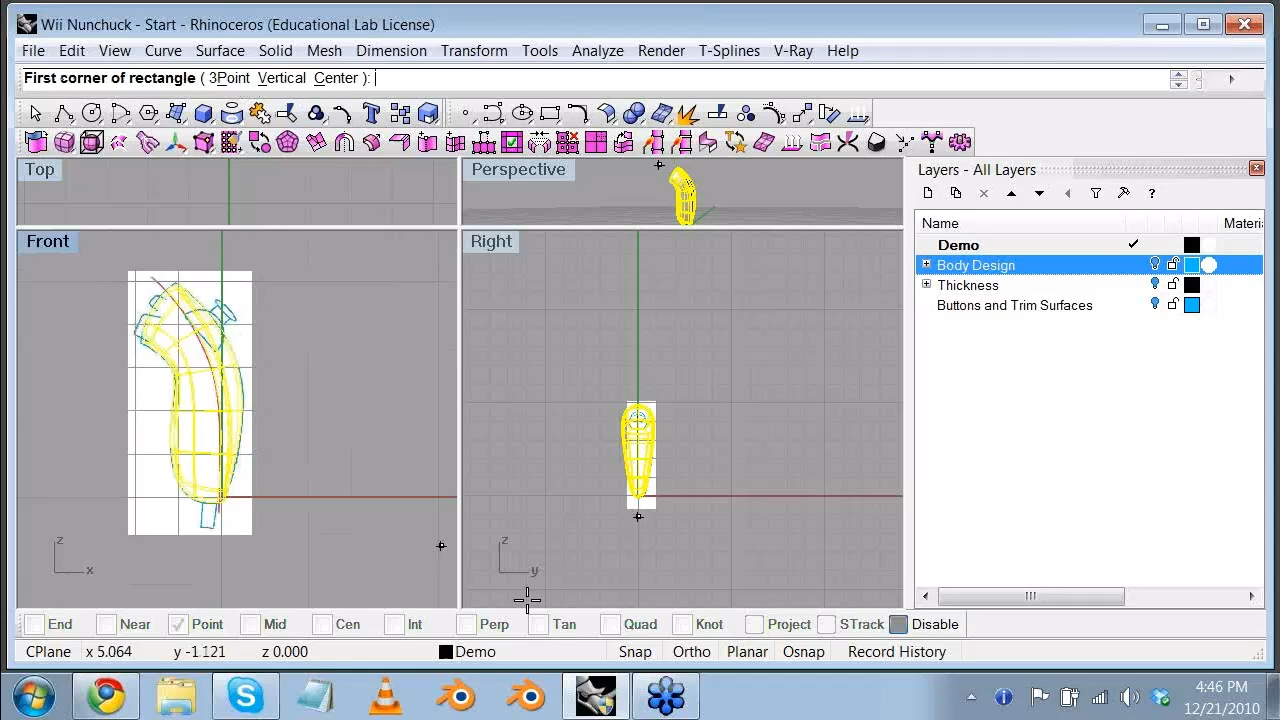 Wii Nunchuck - Start - Rhinoceros (Educational Lab License)
File Edit View Curve Surface Solid Mesh Dimension Transform Tools Analyze Render T-Splines V-Ray Help
First corner of rectangle ( 3Point Vertical Center ):
Top
Perspective
Layers - All Layers
Name Materi
Front
Right
Demo
Body Design
Thickness
Buttons and Trim Surfaces
z
x
z
y
End Near Point Mid Cen Int Perp Tan Quad Knot Project STrack Disable
CPlane x 5.064 y -1.121 z 0.000 Demo Snap Ortho Planar Osnap Record History
4:46 PM
12/21/2010